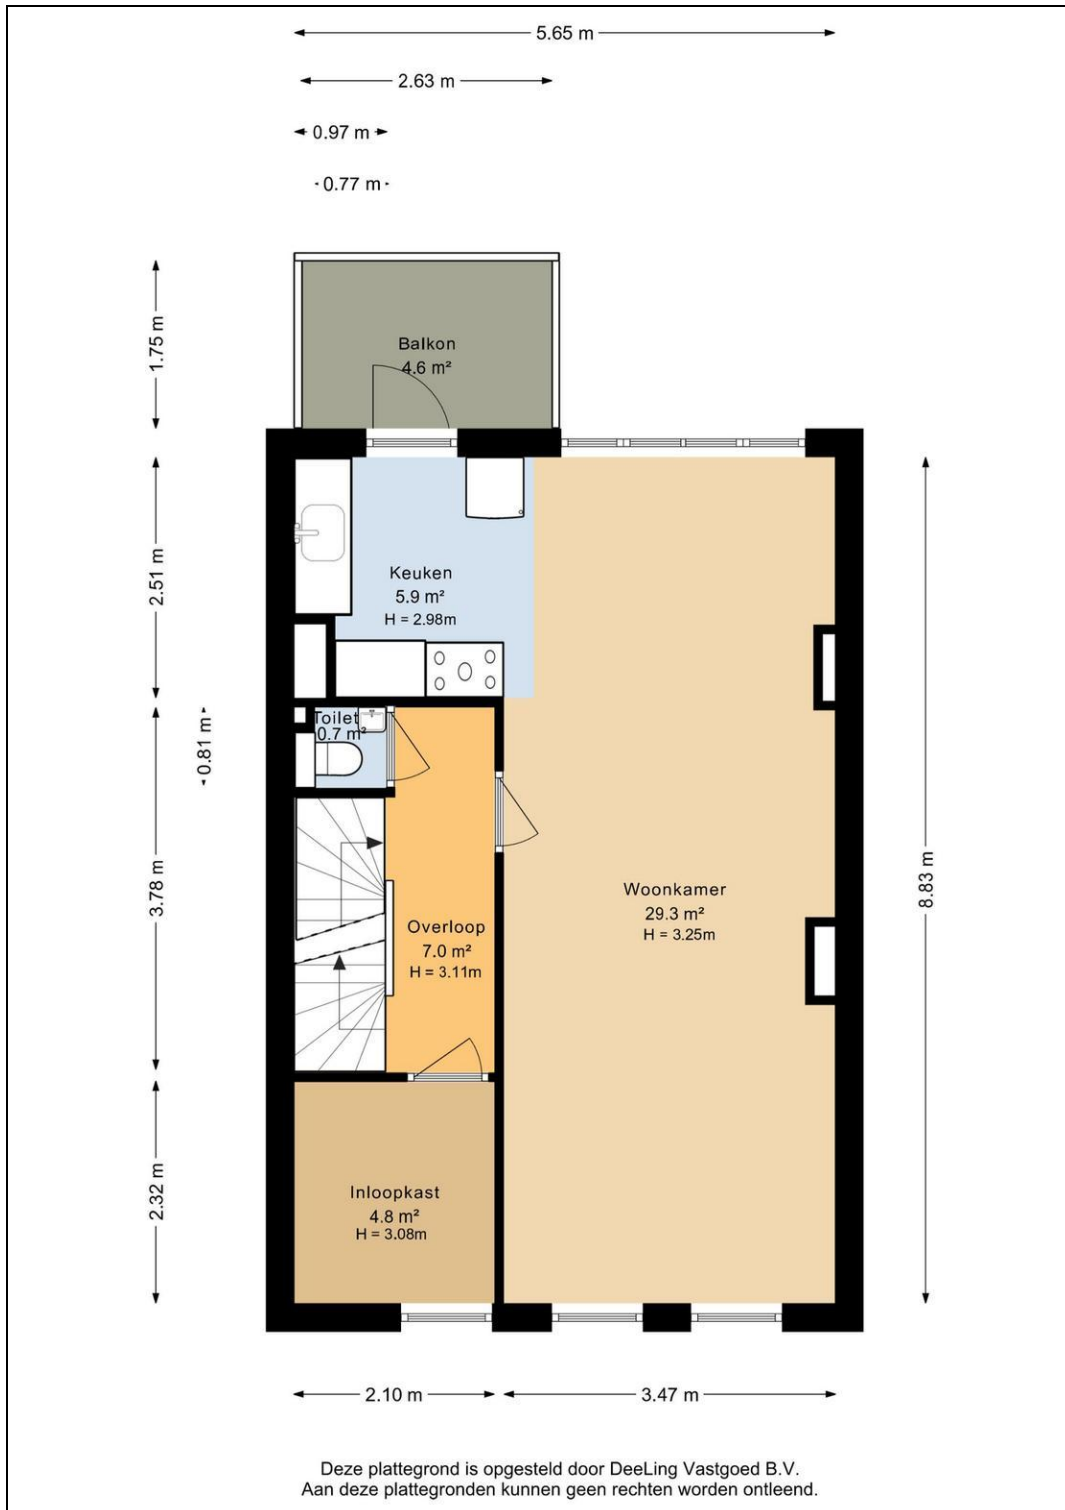 5.65 m
2.63 m
0.97 m
0.77 m
1.75 m
Balkon
4.6 m²
2.51 m
Keuken
5.9 m²
H = 2.98m
Toilet
0.7 m²
0.81 m
3.78 m
8.83 m
Woonkamer
29.3 m²
H = 3.25m
Overloop
7.0 m²
H = 3.11m
2.32 m
Inloopkast
4.8 m²
H = 3.08m
2.10 m
3.47 m
Deze plattegrond is opgesteld door DeeLing Vastgoed B.V.
Aan deze plattegronden kunnen geen rechten worden ontleend.